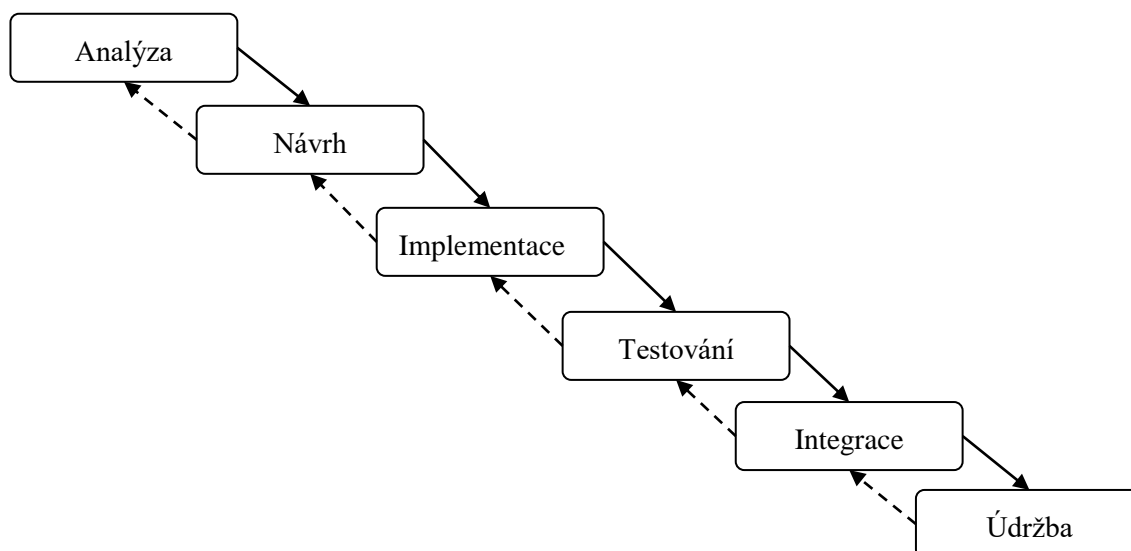 Analýza
Návrh
Implementace
Testování
Integrace
Údržba